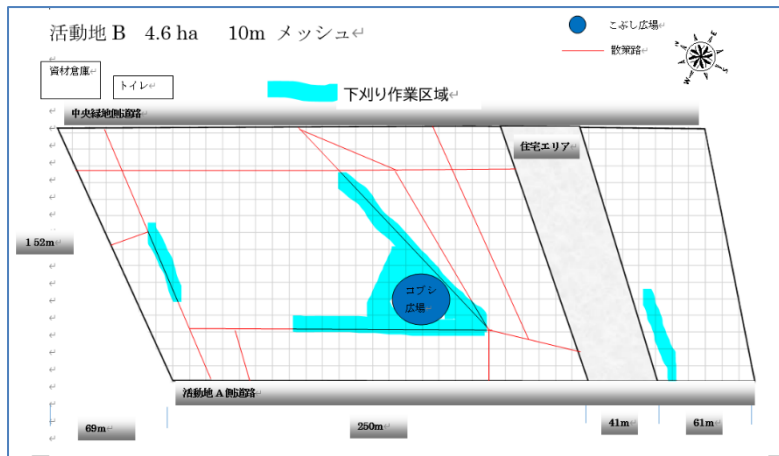 活動地 B 4.6 ha 10m メッシュ
こぶし広場
散策路
N
E
S
W
資材倉庫
トイレ
下刈り作業区域
中央緑地側道路
住宅エリア
152m
コブシ
広場
活動地 A 側道路
69m
250m
41m
61m